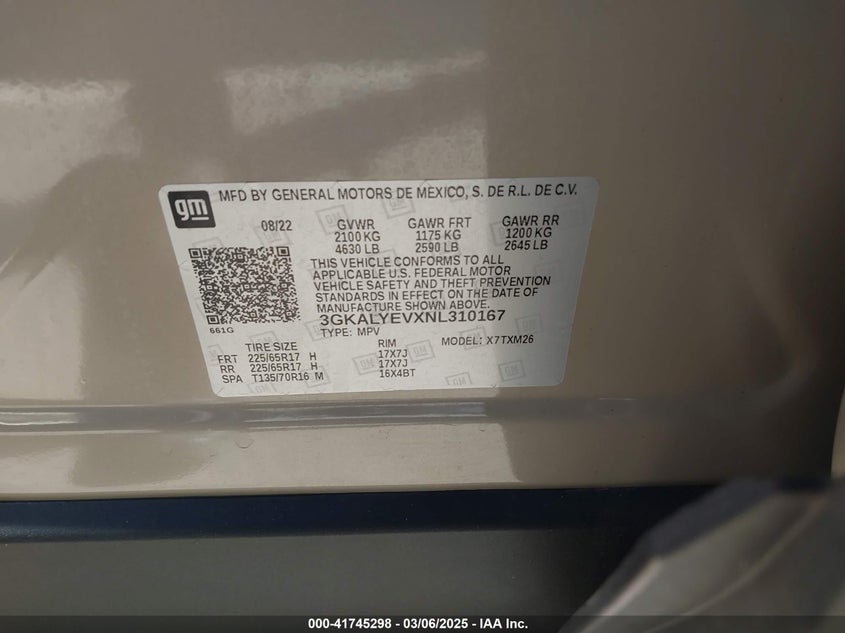 gm MFD BY GENERAL MOTORS DE MEXICO, S. DE R.L. DE C.V.
08/22 GVWR GAWR FRT GAWR RR
2100 KG 1175 KG 1200 KG
4630 LB 2590 LB 2645 LB
THIS VEHICLE CONFORMS TO ALL
APPLICABLE U.S. FEDERAL MOTOR
VEHICLE SAFETY AND THEFT PREVENTION
STANDARDS IN EFFECT ON THE DATE OF
MANUFACTURE SHOWN ABOVE.
3GKALYEVXNL310167
661G
TYPE: MPV MODEL: X7TXM26
TIRE SIZE RIM
FRT 225/65R17 H 17X7J
RR 225/65R17 H 17X7J
SPA T135/70R16 M 16X4BT
000-41745298 - 03/06/2025 - IAA Inc.